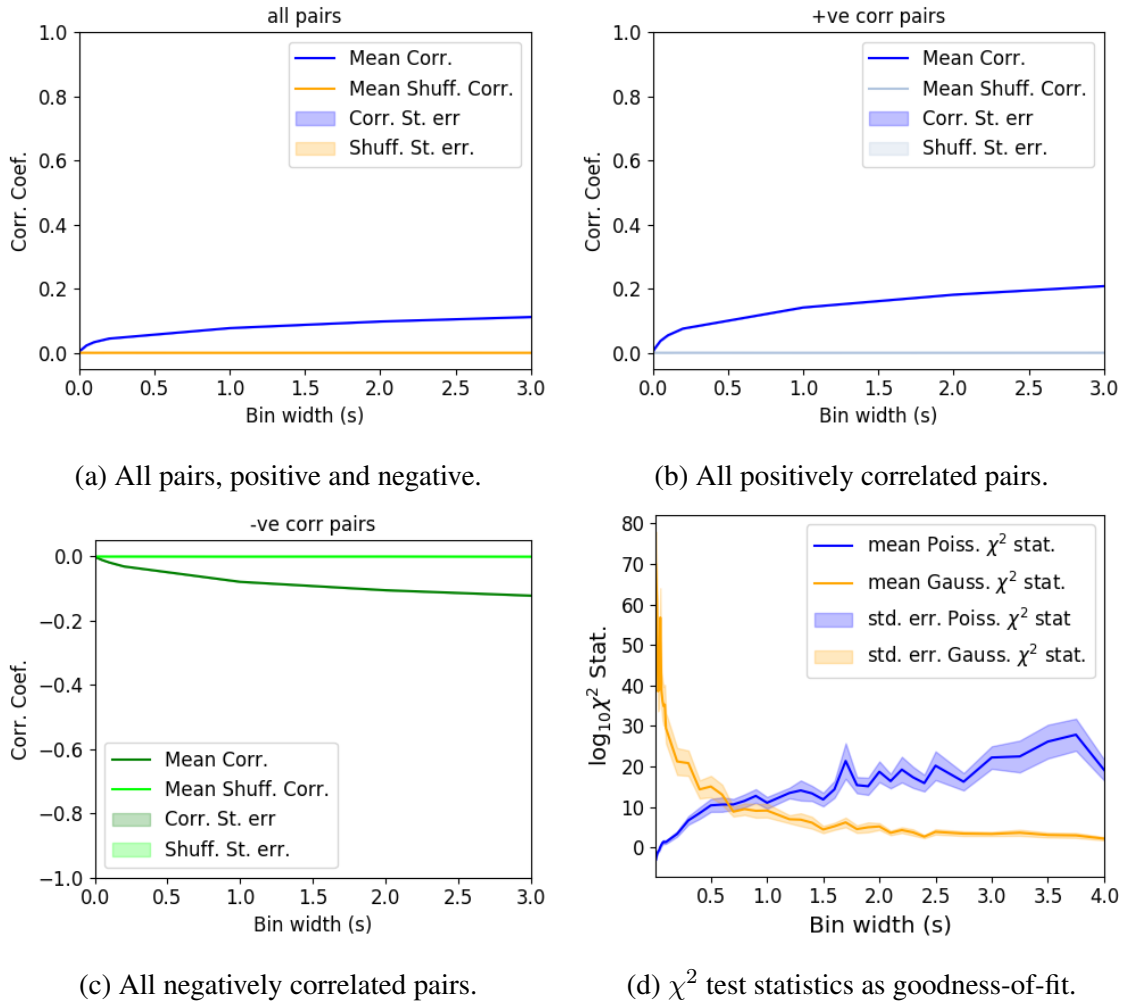 all pairs
1.0
0.8
0.6
0.4
0.2
0.0
Corr. Coef.
Mean Corr.
Mean Shuff. Corr.
Corr. St. err
Shuff. St. err.
0.0 0.5 1.0 1.5 2.0 2.5 3.0
Bin width (s)
(a) All pairs, positive and negative.
+ve corr pairs
1.0
0.8
0.6
0.4
0.2
0.0
Corr. Coef.
Mean Corr.
Mean Shuff. Corr.
Corr. St. err
Shuff. St. err.
0.0 0.5 1.0 1.5 2.0 2.5 3.0
Bin width (s)
(b) All positively correlated pairs.
-ve corr pairs
0.0
−0.2
−0.4
−0.6
−0.8
−1.0
Corr. Coef.
Mean Corr.
Mean Shuff. Corr.
Corr. St. err
Shuff. St. err.
0.0 0.5 1.0 1.5 2.0 2.5 3.0
Bin width (s)
(c) All negatively correlated pairs.
80
70
60
50
40
30
20
10
0
log₁₀χ² Stat.
mean Poiss. χ² stat.
mean Gauss. χ² stat.
std. err. Poiss. χ² stat
std. err. Gauss. χ² stat.
0.5 1.0 1.5 2.0 2.5 3.0 3.5 4.0
Bin width (s)
(d) χ² test statistics as goodness-of-fit.